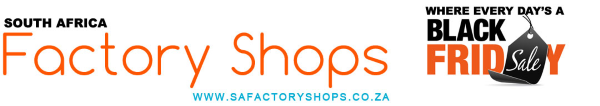 SOUTH AFRICA
Factory Shops
WWW.SAFACTORYSHOPS.CO.ZA
WHERE EVERY DAY'S A
BLACK
FRIDAY
Sale